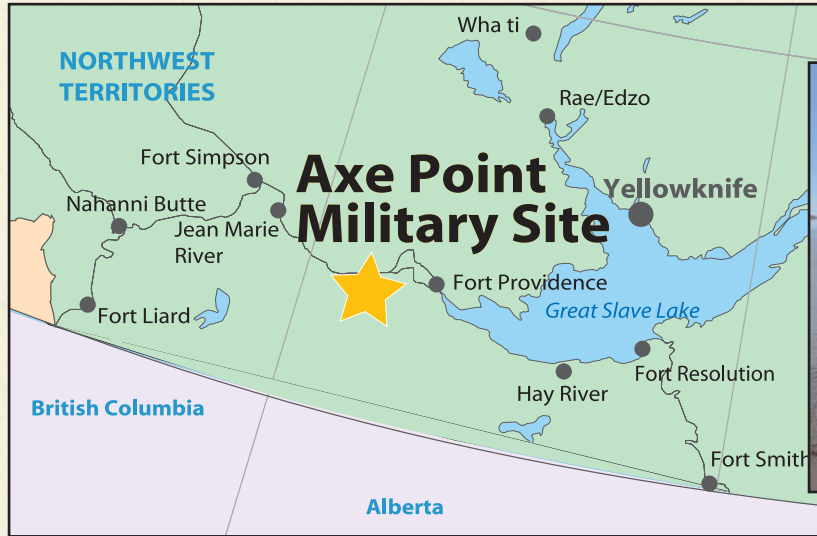 Wha ti
NORTHWEST
TERRITORIES
Rae/Edzo
Fort Simpson
Axe Point
Military Site
Yellowknife
Nahanni Butte
Jean Marie
River
Fort Providence
Great Slave Lake
Fort Liard
Fort Resolution
Hay River
British Columbia
Fort Smith
Alberta